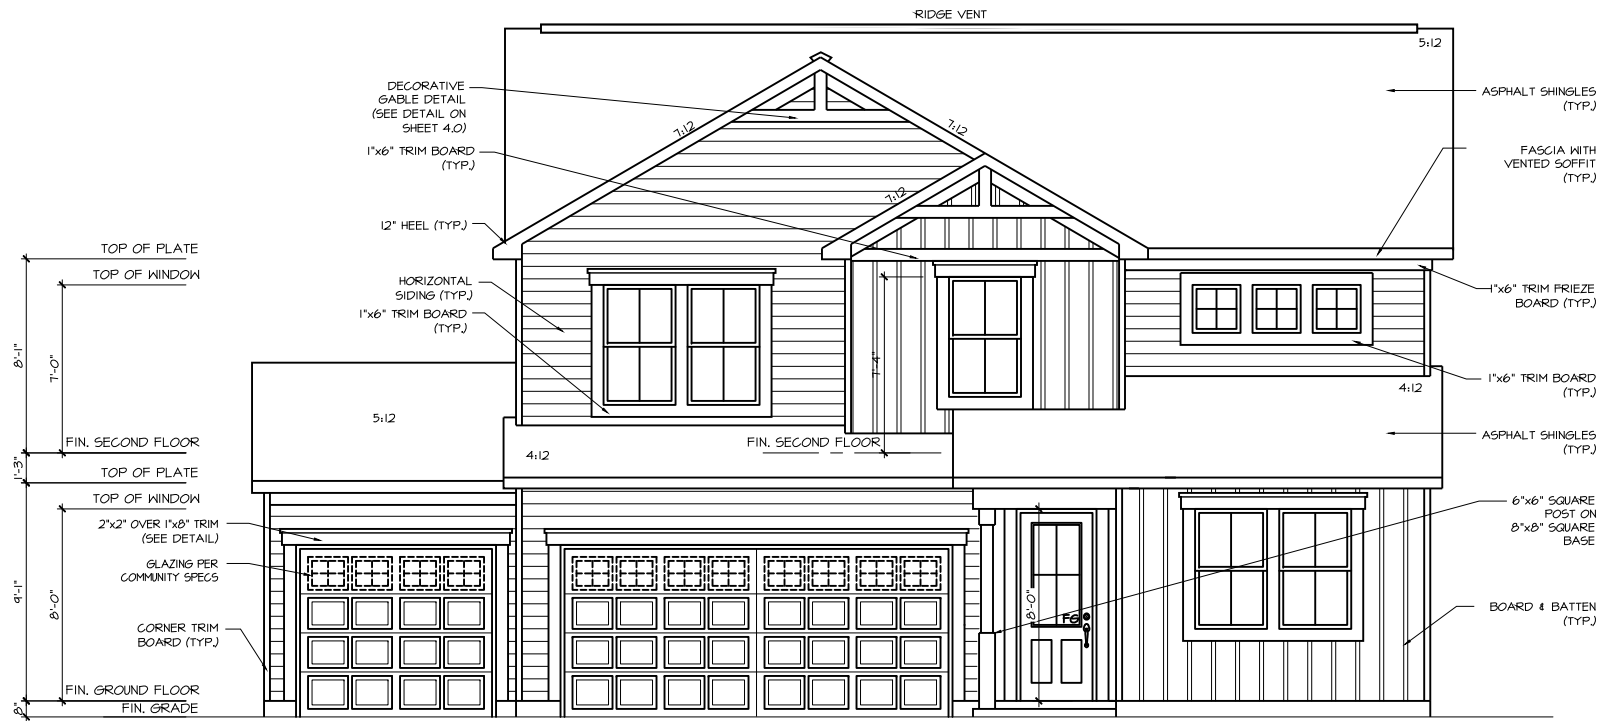 RIDGE VENT
5:12
DECORATIVE
GABLE DETAIL
(SEE DETAIL ON
SHEET 4.0)
ASPHALT SHINGLES
(TYP.)
7:12
7:12
1"x6" TRIM BOARD
(TYP.)
FASCIA WITH
VENTED SOFFIT
(TYP.)
7:12
12" HEEL (TYP.)
TOP OF PLATE
TOP OF WINDOW
HORIZONTAL
SIDING (TYP.)
1"x6" TRIM BOARD
(TYP.)
1"x6" TRIM FRIEZE
BOARD (TYP.)
8'-1"
7'-0"
7'-4"
1"x6" TRIM BOARD
(TYP.)
4:12
5:12
FIN. SECOND FLOOR
FIN. SECOND FLOOR
4:12
ASPHALT SHINGLES
(TYP.)
1'-3"
TOP OF PLATE
TOP OF WINDOW
2"x2" OVER 1"x8" TRIM
(SEE DETAIL)
6"x6" SQUARE
POST ON
8"x8" SQUARE
BASE
GLAZING PER
COMMUNITY SPECS
9'-1"
8'-0"
8'-0"
FG
BOARD & BATTEN
(TYP.)
CORNER TRIM
BOARD (TYP.)
FIN. GROUND FLOOR
FIN. GRADE
8"